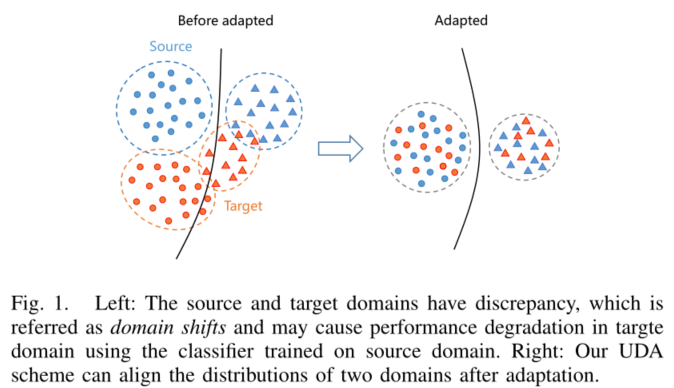 Before adapted
Adapted
Source
Target
Fig. 1. Left: The source and target domains have discrepancy, which is
referred as domain shifts and may cause performance degradation in targte
domain using the classifier trained on source domain. Right: Our UDA
scheme can align the distributions of two domains after adaptation.